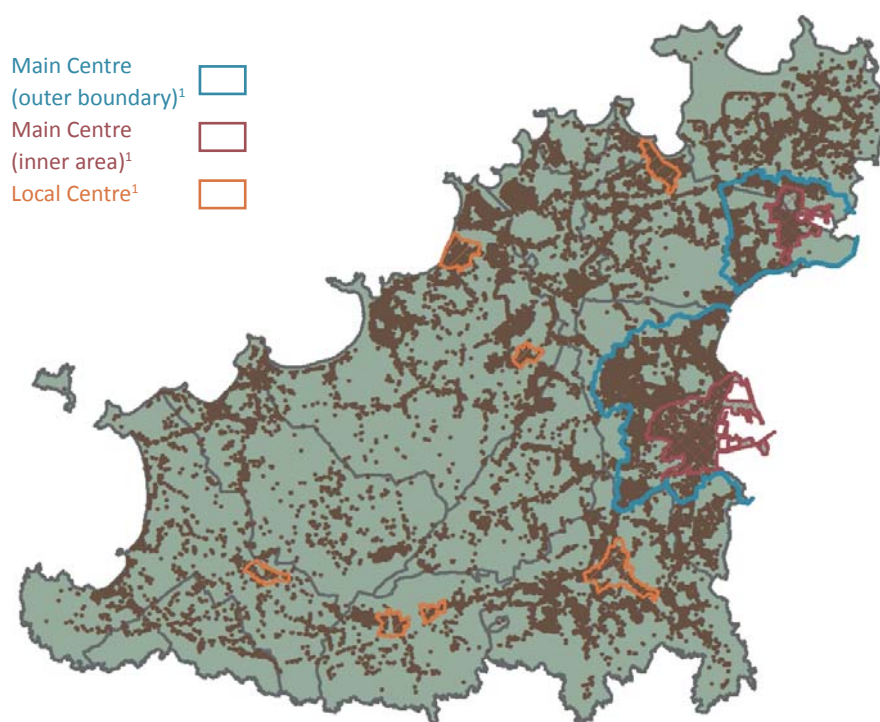 Main Centre
(outer boundary)¹
Main Centre
(inner area)¹
Local Centre¹